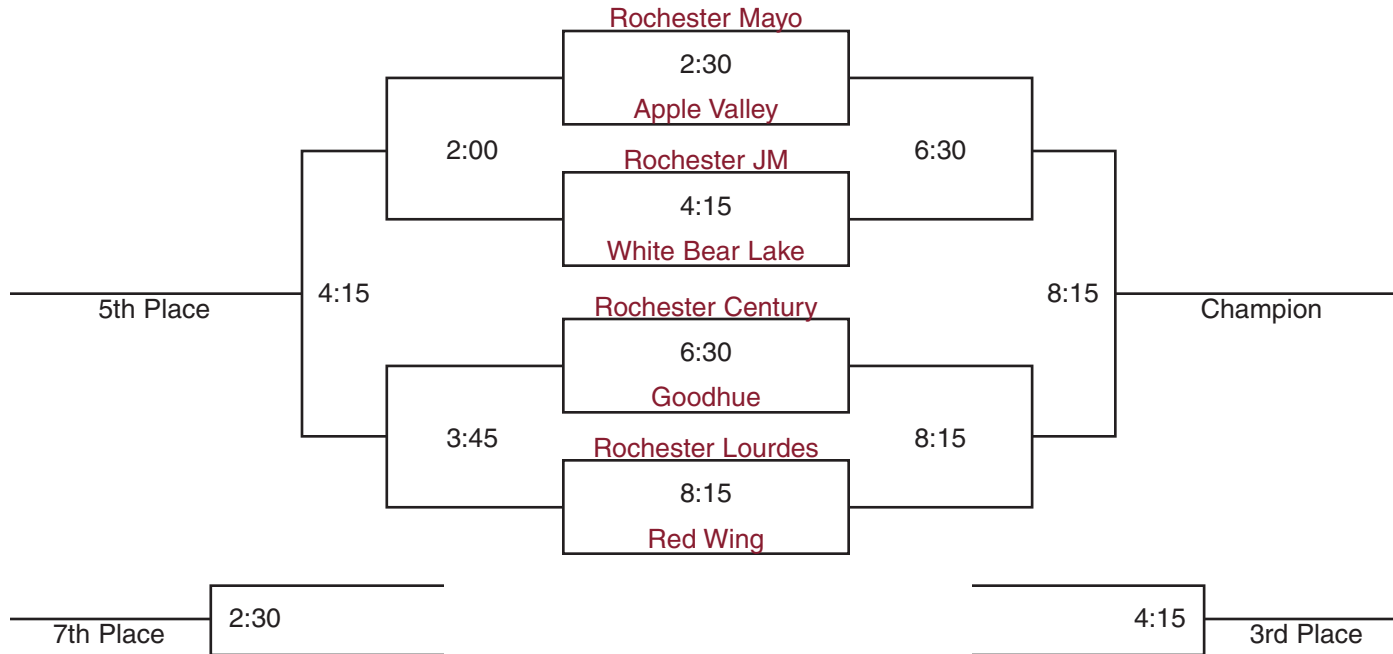 Rochester Mayo
2:30
Apple Valley
2:00
Rochester JM
6:30
4:15
White Bear Lake
5th Place
4:15
Rochester Century
8:15
Champion
6:30
Goodhue
3:45
Rochester Lourdes
8:15
8:15
Red Wing
7th Place
2:30
4:15
3rd Place